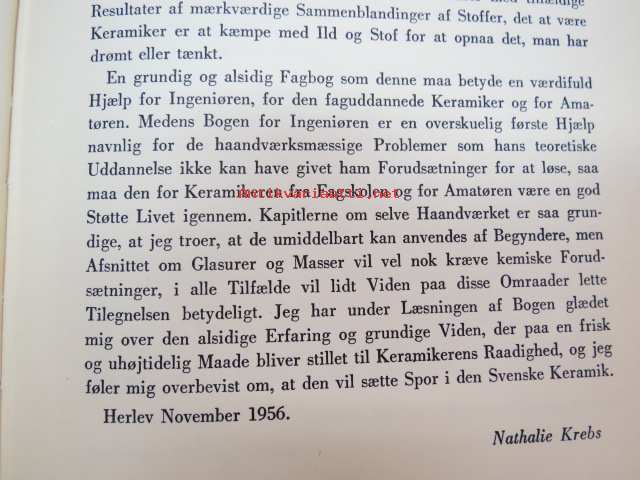 Resultater af mærkværdige Sammenblandinger af Stoffer, det at være
Keramiker er at kæmpe med Ild og Stof for at opnaa det, man har
drømt eller tænkt.
En grundig og alsidig Fagbog som denne maa betyde en værdifuld
Hjælp for Ingeniøren, for den faguddannede Keramiker og for Ama-
tøren. Medens Bogen for Ingeniøren er en overskuelig første Hjælp
navnlig for de haandværksmæssige Problemer som hans teoretiske
Uddannelse ikke kan have givet ham Forudsætninger for at løse, saa
maa den for Keramikeren fra Fagskolen og for Amatøren være en god
Støtte Livet igennem. Kapitlerne om selve Haandværket er saa grun-
dige, at jeg troer, at de umiddelbart kan anvendes af Begyndere, men
Afsnittet om Glasurer og Masser vil vel nok kræve kemiske Forud-
sætninger, i alle Tilfælde vil lidt Viden paa disse Omraader lette
Tilegnelsen betydeligt. Jeg har under Læsningen af Bogen glædet
mig over den alsidige Erfaring og grundige Viden, der paa en frisk
og uhøjtidelig Maade bliver stillet til Keramikerens Raadighed, og jeg
føler mig overbevist om, at den vil sætte Spor i den Svenske Keramik.
Herlev November 1956.
Nathalie Krebs